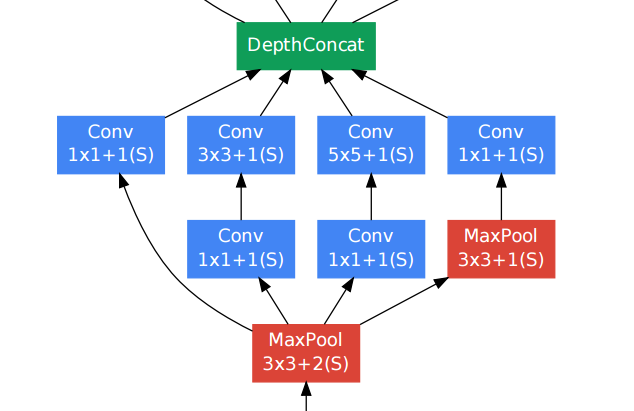 DepthConcat
Conv
1x1+1(S)
Conv
3x3+1(S)
Conv
5x5+1(S)
Conv
1x1+1(S)
Conv
1x1+1(S)
Conv
1x1+1(S)
MaxPool
3x3+1(S)
MaxPool
3x3+2(S)